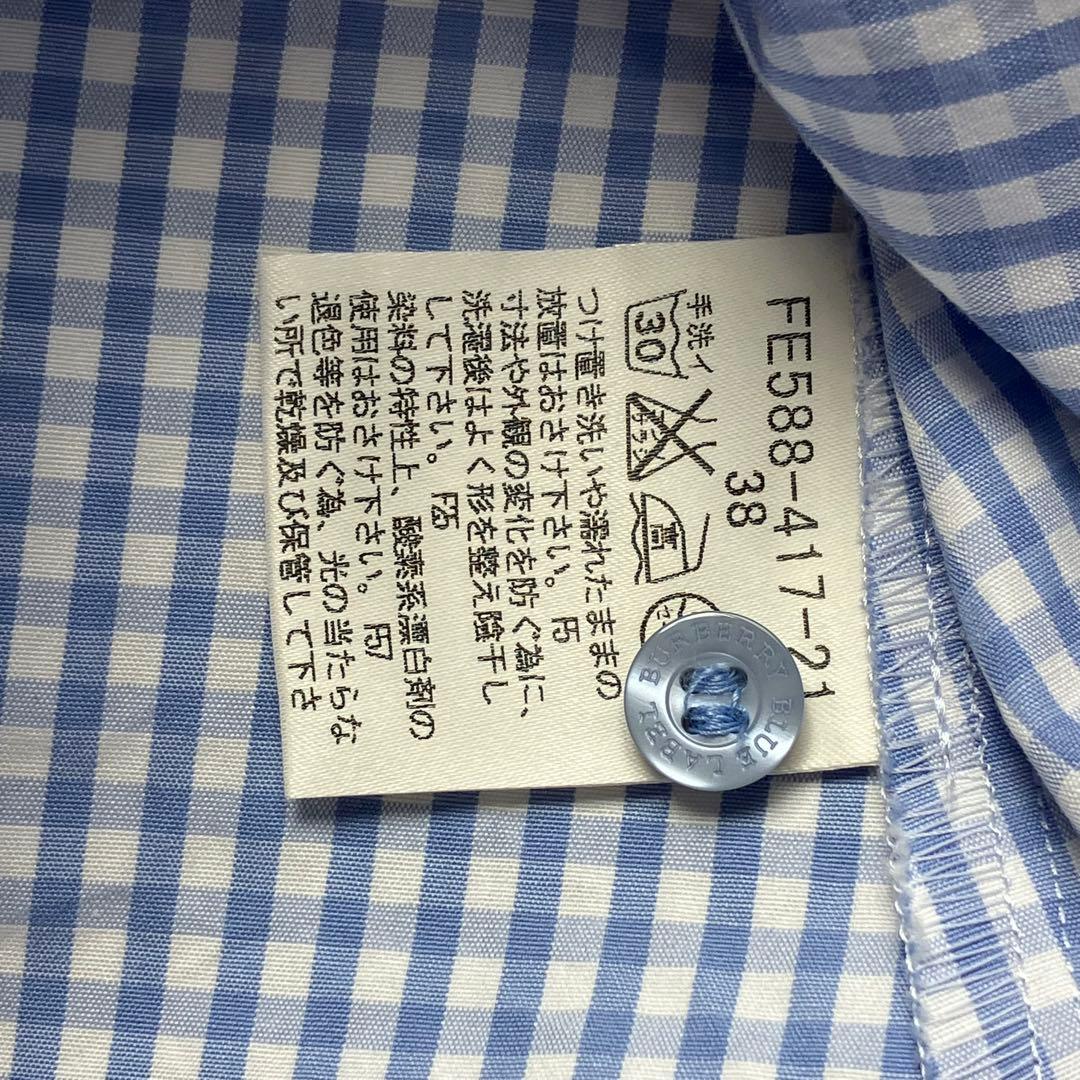 FE588-417-21
38
手洗イ
30
高
つけ置き洗いや濡れたままの
放置はおさけ下さい。 F5
寸法や外観の変化を防ぐ為に、
洗濯後はよく形を整え陰干し
して下さい。 F25
染料の特性上、酸素系漂白剤の
使用はおさけ下さい。 F57
退色等を防ぐ為、光の当たらな
い所で乾燥及び保管して下さ
BURBERRY BLUE LABEL